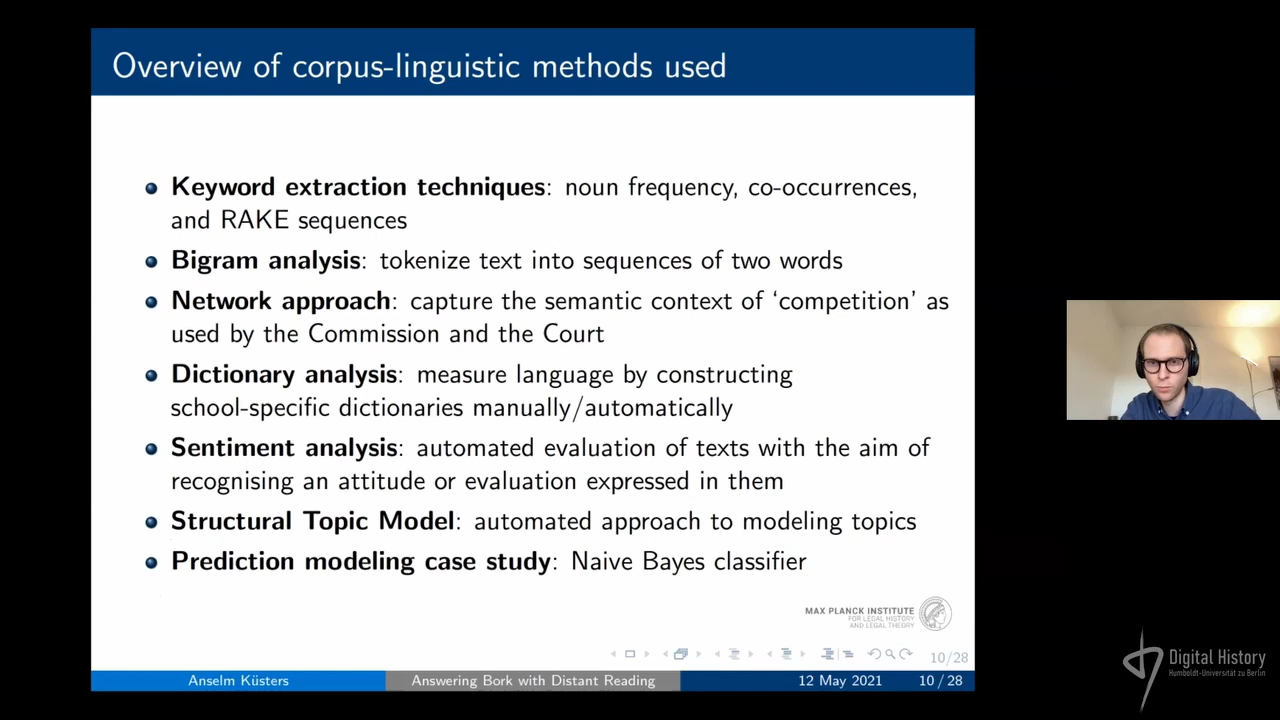 Overview of corpus-linguistic methods used
Keyword extraction techniques: noun frequency, co-occurrences,
and RAKE sequences
Bigram analysis: tokenize text into sequences of two words
Network approach: capture the semantic context of ‘competition’ as
used by the Commission and the Court
Dictionary analysis: measure language by constructing
school-specific dictionaries manually/automatically
Sentiment analysis: automated evaluation of texts with the aim of
recognising an attitude or evaluation expressed in them
Structural Topic Model: automated approach to modeling topics
Prediction modeling case study: Naive Bayes classifier
MAX PLANCK INSTITUTE
FOR LEGAL HISTORY
AND LEGAL THEORY
10/28
Anselm Küsters Answering Bork with Distant Reading 12 May 2021 10 / 28
Digital History
Humboldt-Universität zu Berlin